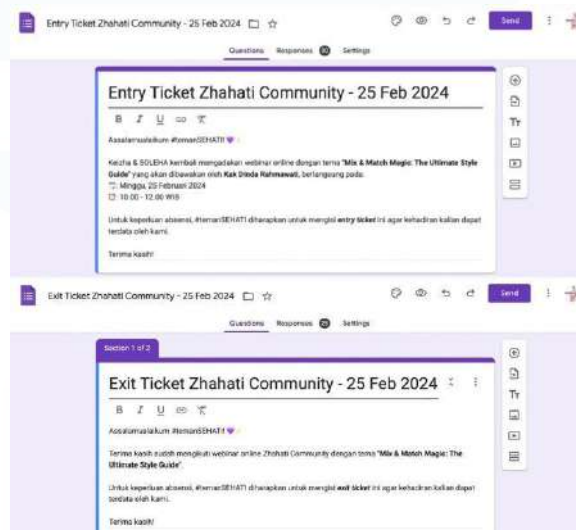 Entry Ticket Zhahati Community - 25 Feb 2024
Send
Questions Responses Settings
Entry Ticket Zhahati Community - 25 Feb 2024
B I U
Assalamualaikum #temanSEHATI! 💜
Keizha & SOLEHA kembali mengadakan webinar online dengan tema "Mix & Match Magic: The Ultimate Style
Guide" yang akan dibawakan oleh Kak Dinda Rahmawati, berlangsung pada:
Minggu, 25 Februari 2024
10.00 - 12.00 WIB
Untuk keperluan absensi, #temanSEHATI diharapkan untuk mengisi entry ticket ini agar kehadiran kalian dapat
terdata oleh kami.
Terima kasih!
Tт
Exit Ticket Zhahati Community - 25 Feb 2024
Send
Questions Responses Settings
Section 1 of 2
Exit Ticket Zhahati Community - 25 Feb 2024
B I U
Assalamualaikum #temanSEHATI! 💜
Terima kasih sudah mengikuti webinar online Zhahati Community dengan tema "Mix & Match Magic: The
Ultimate Style Guide".
Untuk keperluan absensi, #temanSEHATI diharapkan untuk mengisi exit ticket ini agar kehadiran kalian dapat
terdata oleh kami.
Terima kasih!
Tт